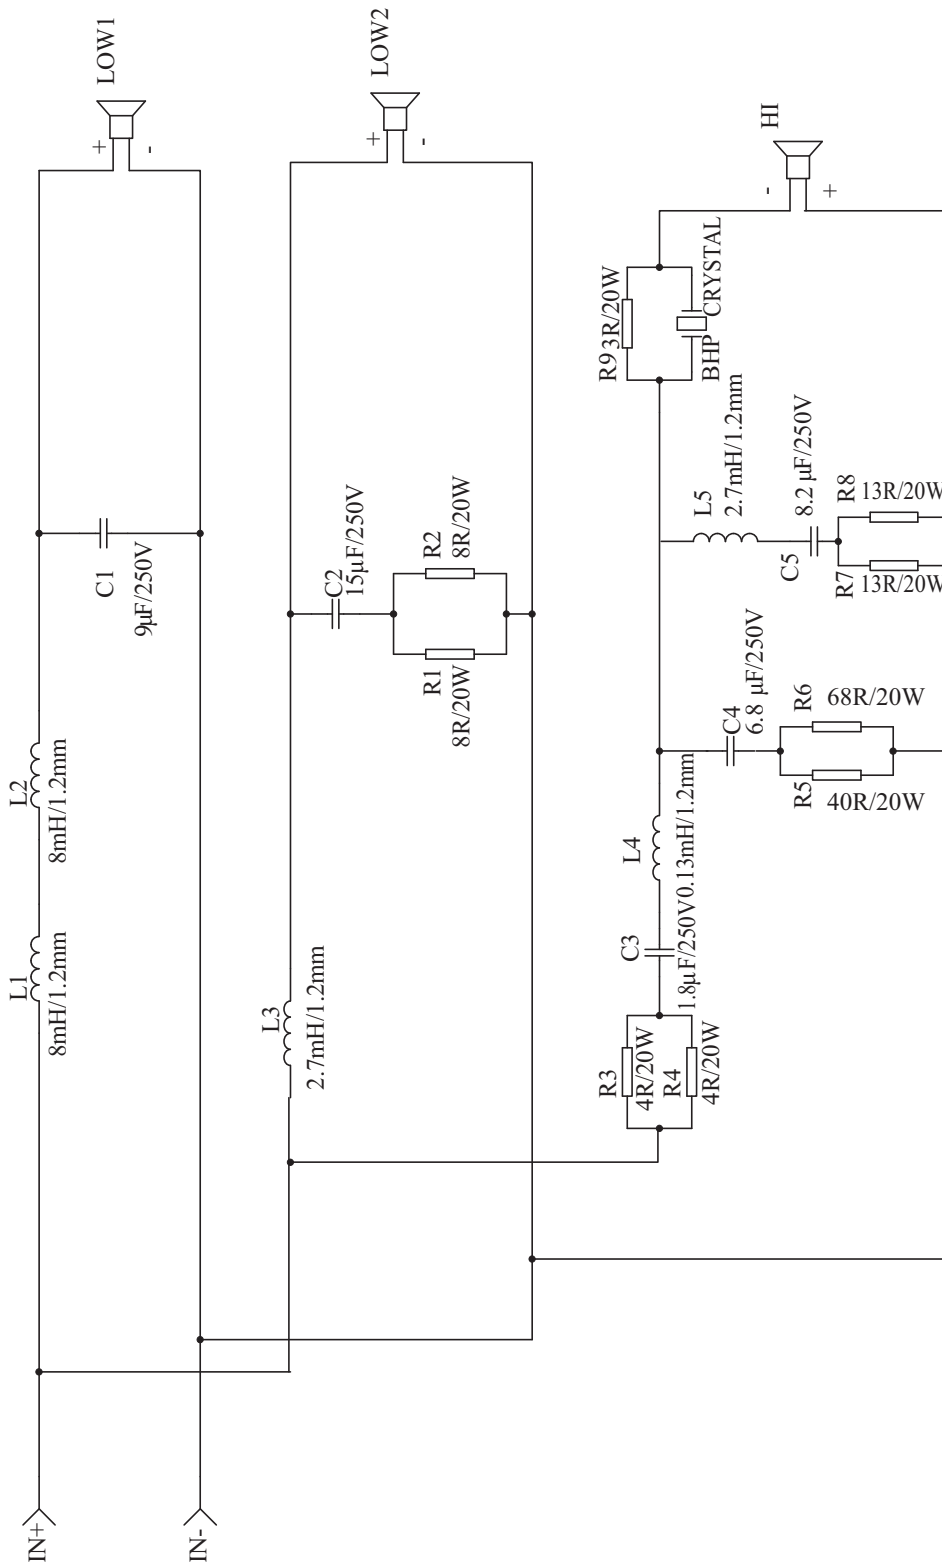 IN+
IN-
L1
8mH/1.2mm
L2
8mH/1.2mm
C1
9μF/250V
+
-
LOW1
L3
2.7mH/1.2mm
C2
15μF/250V
R1
8R/20W
R2
8R/20W
+
-
LOW2
R3
4R/20W
R4
4R/20W
C3
1.8μF/250V
L4
0.13mH/1.2mm
C4
6.8 μF/250V
R5
40R/20W
R6
68R/20W
L5
2.7mH/1.2mm
C5
8.2 μF/250V
R7
13R/20W
R8
13R/20W
R9
3R/20W
BHP CRYSTAL
-
+
HI